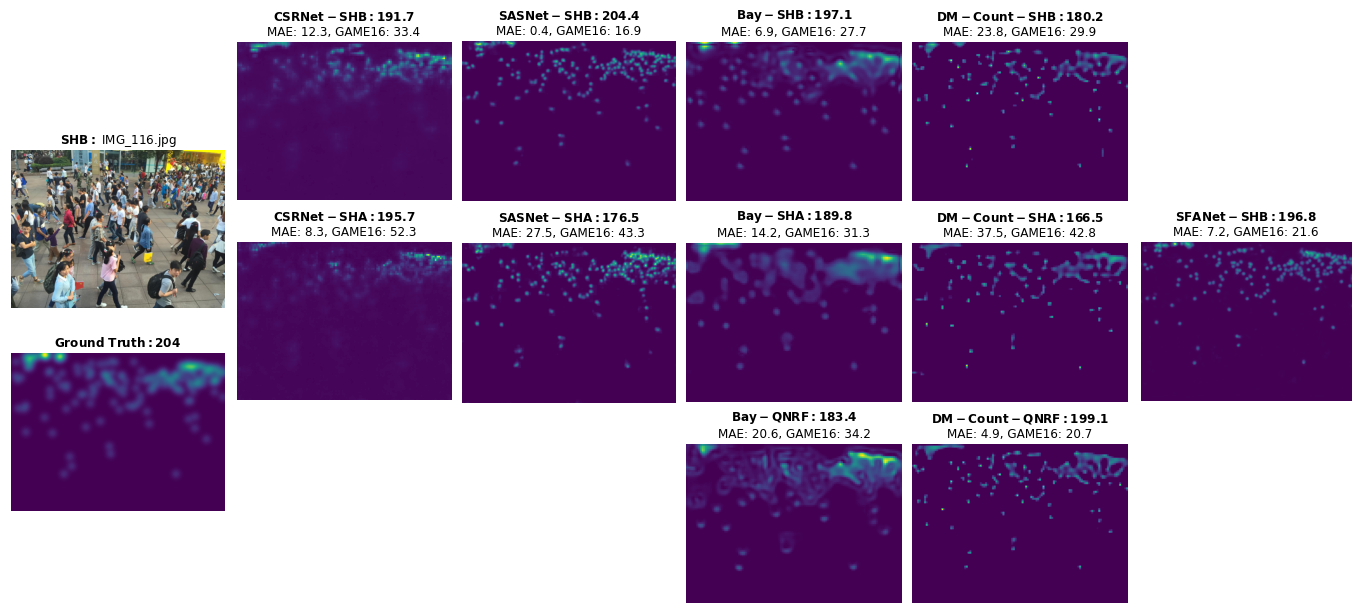 CSRNet − SHB: 191.7
MAE: 12.3, GAME16: 33.4
SASNet − SHB: 204.4
MAE: 0.4, GAME16: 16.9
Bay − SHB: 197.1
MAE: 6.9, GAME16: 27.7
DM − Count − SHB: 180.2
MAE: 23.8, GAME16: 29.9
SHB: IMG_116.jpg
CSRNet − SHA: 195.7
MAE: 8.3, GAME16: 52.3
SASNet − SHA: 176.5
MAE: 27.5, GAME16: 43.3
Bay − SHA: 189.8
MAE: 14.2, GAME16: 31.3
DM − Count − SHA: 166.5
MAE: 37.5, GAME16: 42.8
SFANet − SHB: 196.8
MAE: 7.2, GAME16: 21.6
Ground Truth: 204
Bay − QNRF: 183.4
MAE: 20.6, GAME16: 34.2
DM − Count − QNRF: 199.1
MAE: 4.9, GAME16: 20.7